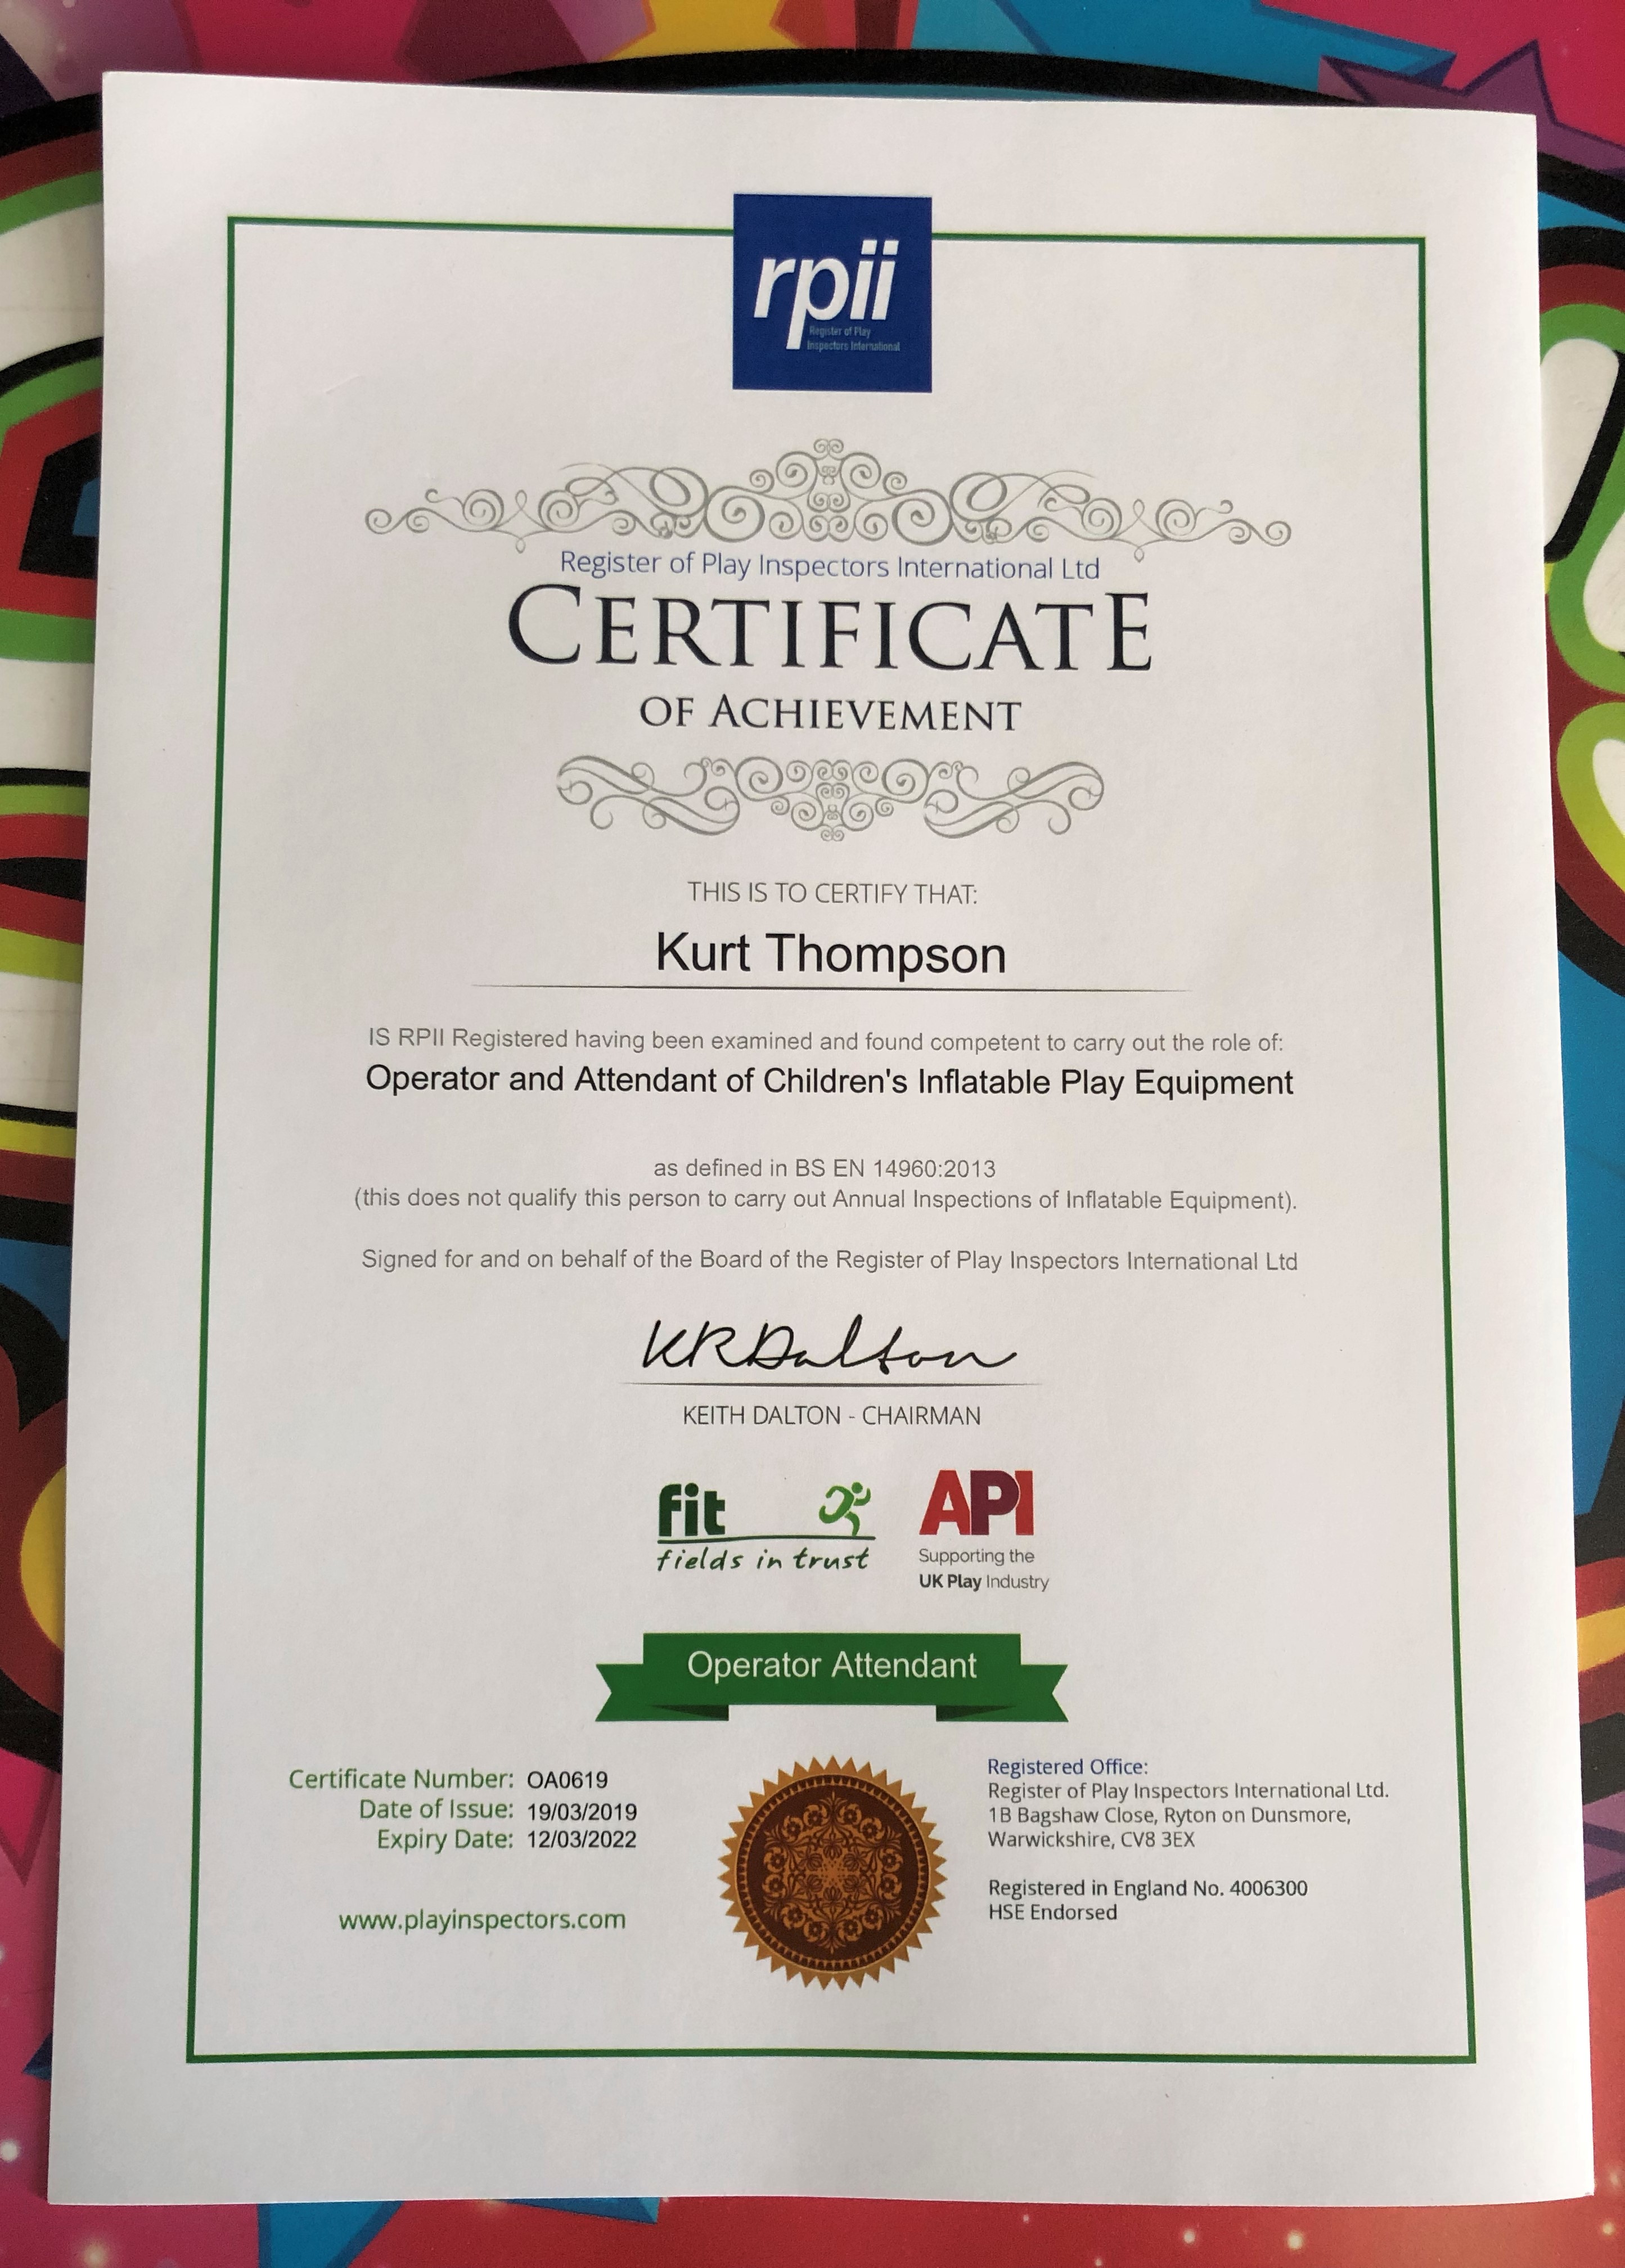 rpii
Register of Play
Inspectors International
Register of Play Inspectors International Ltd
CERTIFICATE
OF ACHIEVEMENT
THIS IS TO CERTIFY THAT:
Kurt Thompson
IS RPII Registered having been examined and found competent to carry out the role of:
Operator and Attendant of Children's Inflatable Play Equipment
as defined in BS EN 14960:2013
(this does not qualify this person to carry out Annual Inspections of Inflatable Equipment).
Signed for and on behalf of the Board of the Register of Play Inspectors International Ltd
KRDalton
KEITH DALTON - CHAIRMAN
fit
fields in trust
API
Supporting the
UK Play Industry
Operator Attendant
Certificate Number: OA0619
Date of Issue: 19/03/2019
Expiry Date: 12/03/2022
www.playinspectors.com
Registered Office:
Register of Play Inspectors International Ltd.
1B Bagshaw Close, Ryton on Dunsmore,
Warwickshire, CV8 3EX
Registered in England No. 4006300
HSE Endorsed